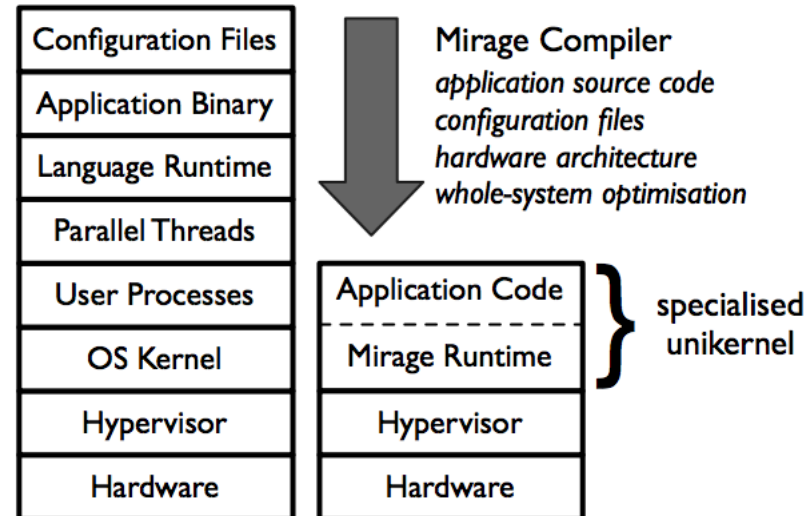 Configuration Files
Application Binary
Language Runtime
Parallel Threads
User Processes
OS Kernel
Hypervisor
Hardware
Mirage Compiler
application source code
configuration files
hardware architecture
whole-system optimisation
Application Code
Mirage Runtime
Hypervisor
Hardware
specialised
unikernel